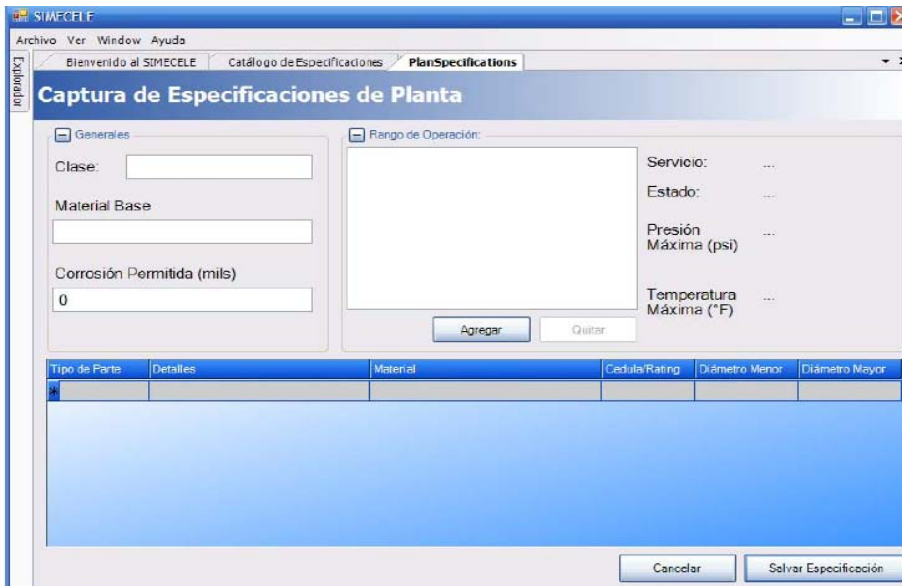 SIMECELE
Archivo Ver Window Ayuda
Explorador
Bienvenido al SIMECELE Catálogo de Especificaciones PlanSpecifications
Captura de Especificaciones de Planta
Generales
Rango de Operación:
Clase:
Servicio: ...
Estado: ...
Material Base
Presión
Máxima (psi) ...
Corrosión Permitida (mils)
0
Temperatura
Máxima (°F) ...
Agregar Quitar
Tipo de Parte Detalles Material Cedula/Rating Diámetro Menor Diámetro Mayor
*
Cancelar Salvar Especificación